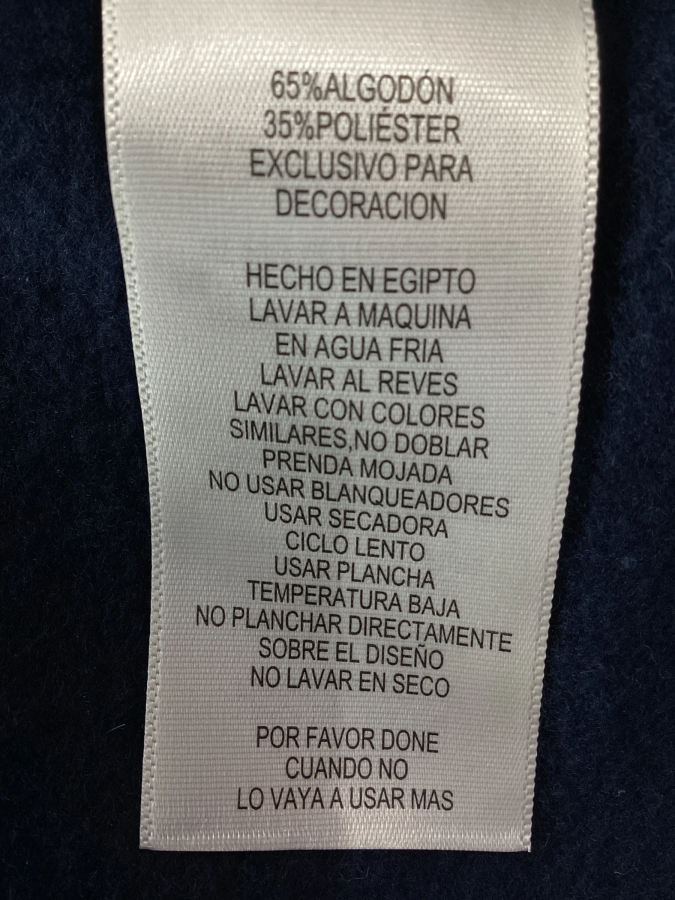 65%ALGODÓN
35%POLIÉSTER
EXCLUSIVO PARA
DECORACION
HECHO EN EGIPTO
LAVAR A MAQUINA
EN AGUA FRIA
LAVAR AL REVES
LAVAR CON COLORES
SIMILARES,NO DOBLAR
PRENDA MOJADA
NO USAR BLANQUEADORES
USAR SECADORA
CICLO LENTO
USAR PLANCHA
TEMPERATURA BAJA
NO PLANCHAR DIRECTAMENTE
SOBRE EL DISEÑO
NO LAVAR EN SECO
POR FAVOR DONE
CUANDO NO
LO VAYA A USAR MAS